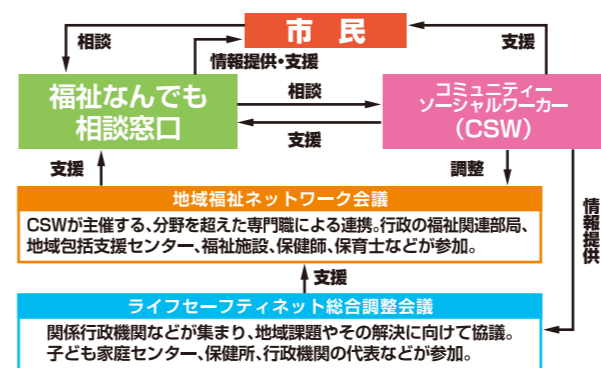 市民
相談
情報提供・支援
支援
福祉なんでも
相談窓口
相談
支援
コミュニティー
ソーシャルワーカー
（CSW）
支援
調整
情報提供
地域福祉ネットワーク会議
CSWが主催する、分野を超えた専門職による連携。行政の福祉関連部局、
地域包括支援センター、福祉施設、保健師、保育士などが参加。
支援
ライフセーフティネット総合調整会議
関係行政機関などが集まり、地域課題やその解決に向けて協議。
子ども家庭センター、保健所、行政機関の代表などが参加。